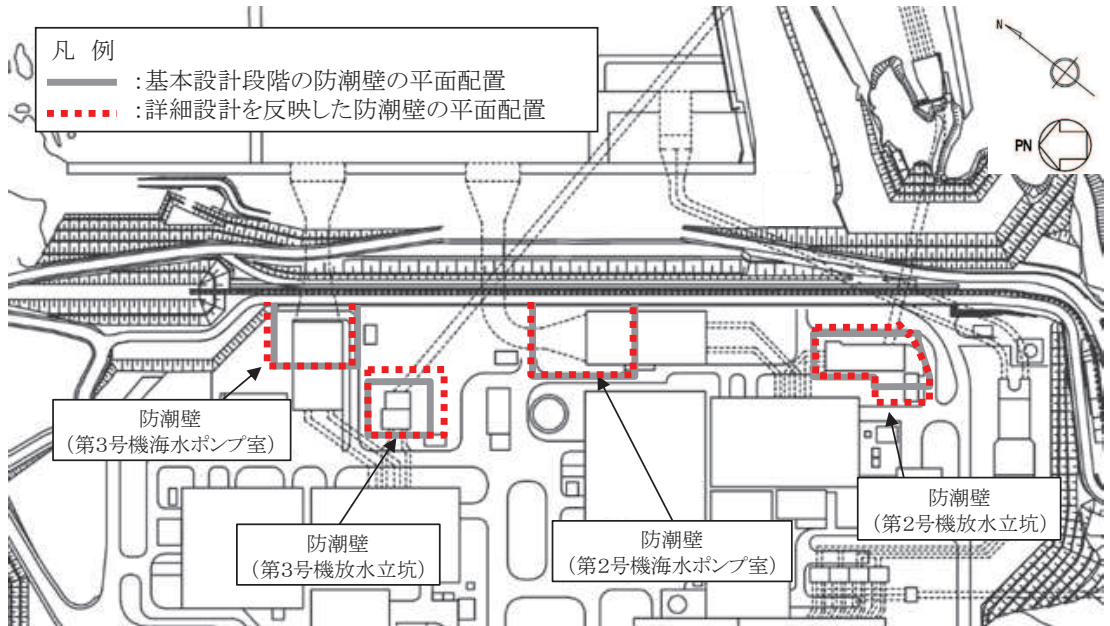 凡 例
:基本設計段階の防潮壁の平面配置
:詳細設計を反映した防潮壁の平面配置
N
PN
防潮壁
(第3号機海水ポンプ室)
防潮壁
(第3号機放水立坑)
防潮壁
(第2号機海水ポンプ室)
防潮壁
(第2号機放水立坑)